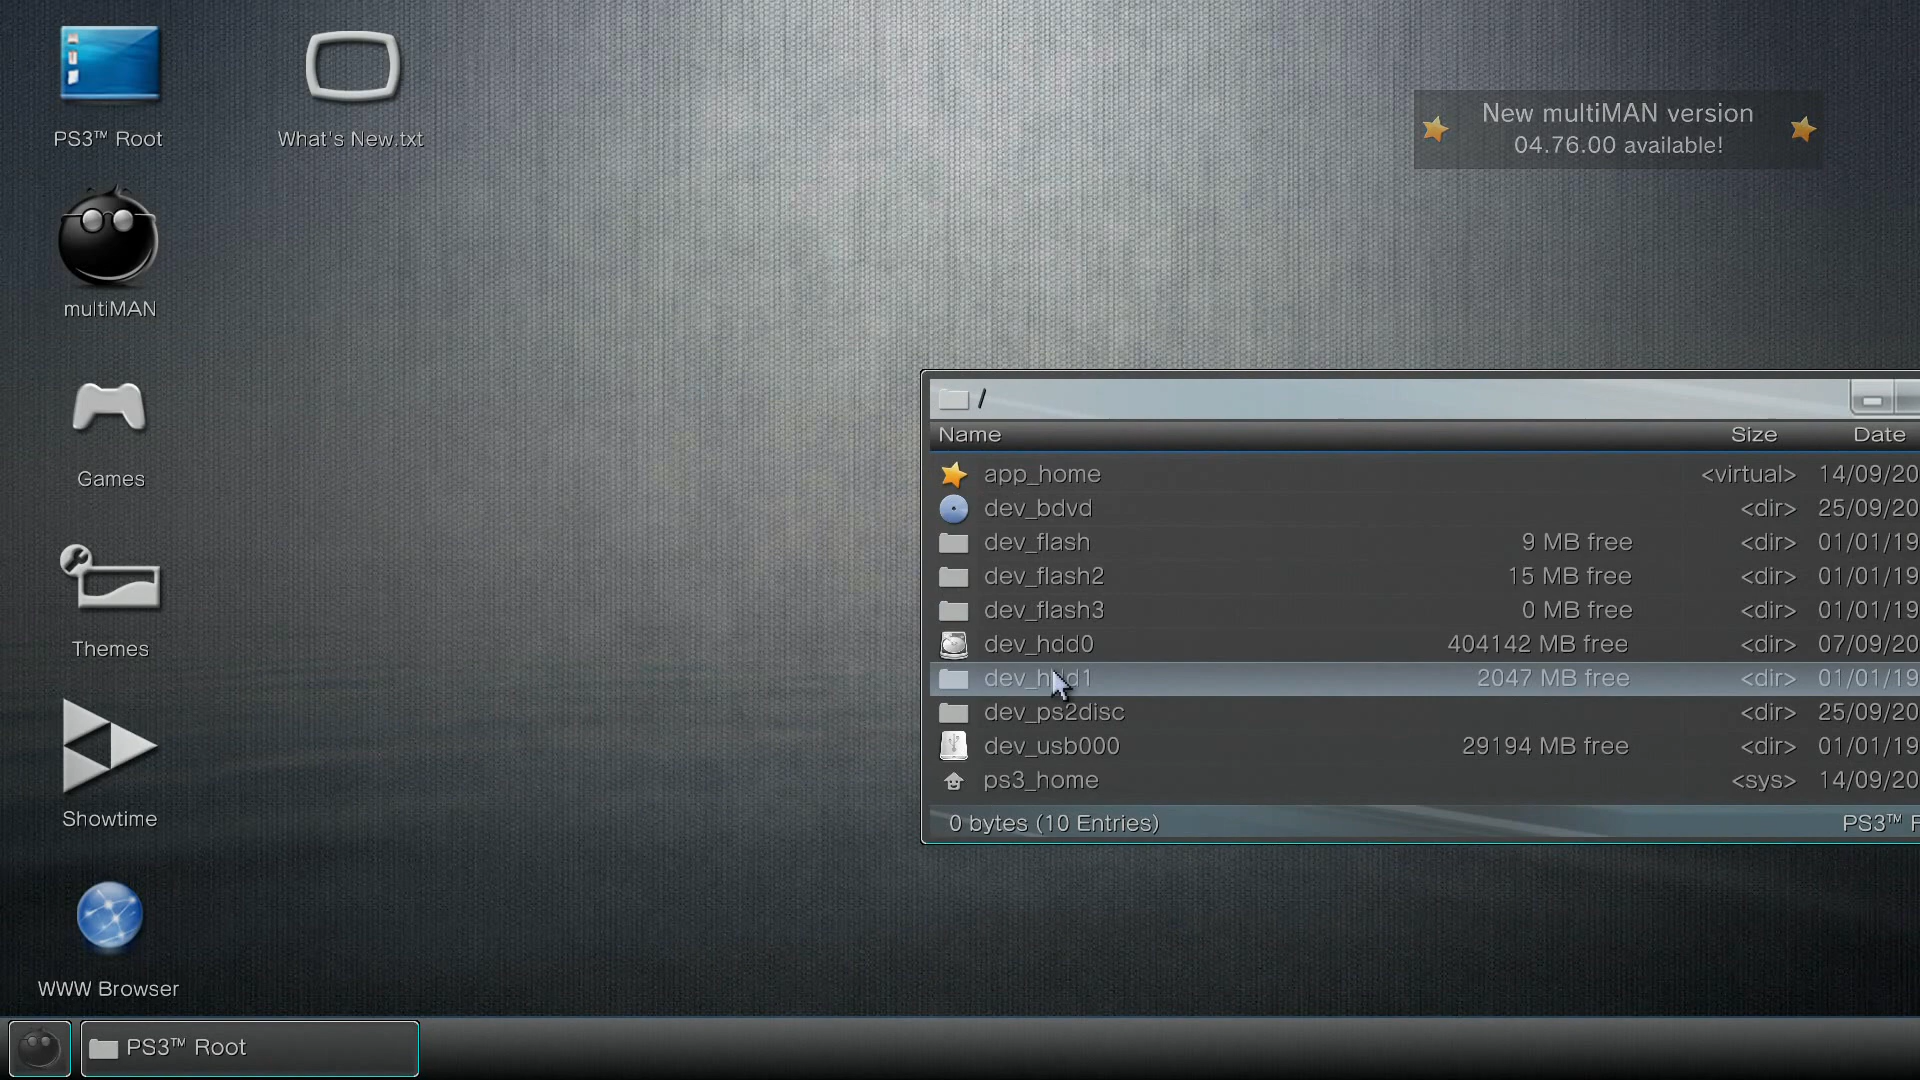 PS3™ Root
What's New.txt
New multiMAN version
04.76.00 available!
multiMAN
Games
Themes
Showtime
WWW Browser
/
Name Size Date
app_home <virtual> 14/09/20
dev_bdvd <dir> 25/09/20
dev_flash 9 MB free <dir> 01/01/19
dev_flash2 15 MB free <dir> 01/01/19
dev_flash3 0 MB free <dir> 01/01/19
dev_hdd0 404142 MB free <dir> 07/09/20
dev_hdd1 2047 MB free <dir> 01/01/19
dev_ps2disc <dir> 25/09/20
dev_usb000 29194 MB free <dir> 01/01/19
ps3_home <sys> 14/09/20
0 bytes (10 Entries) PS3™
PS3™ Root